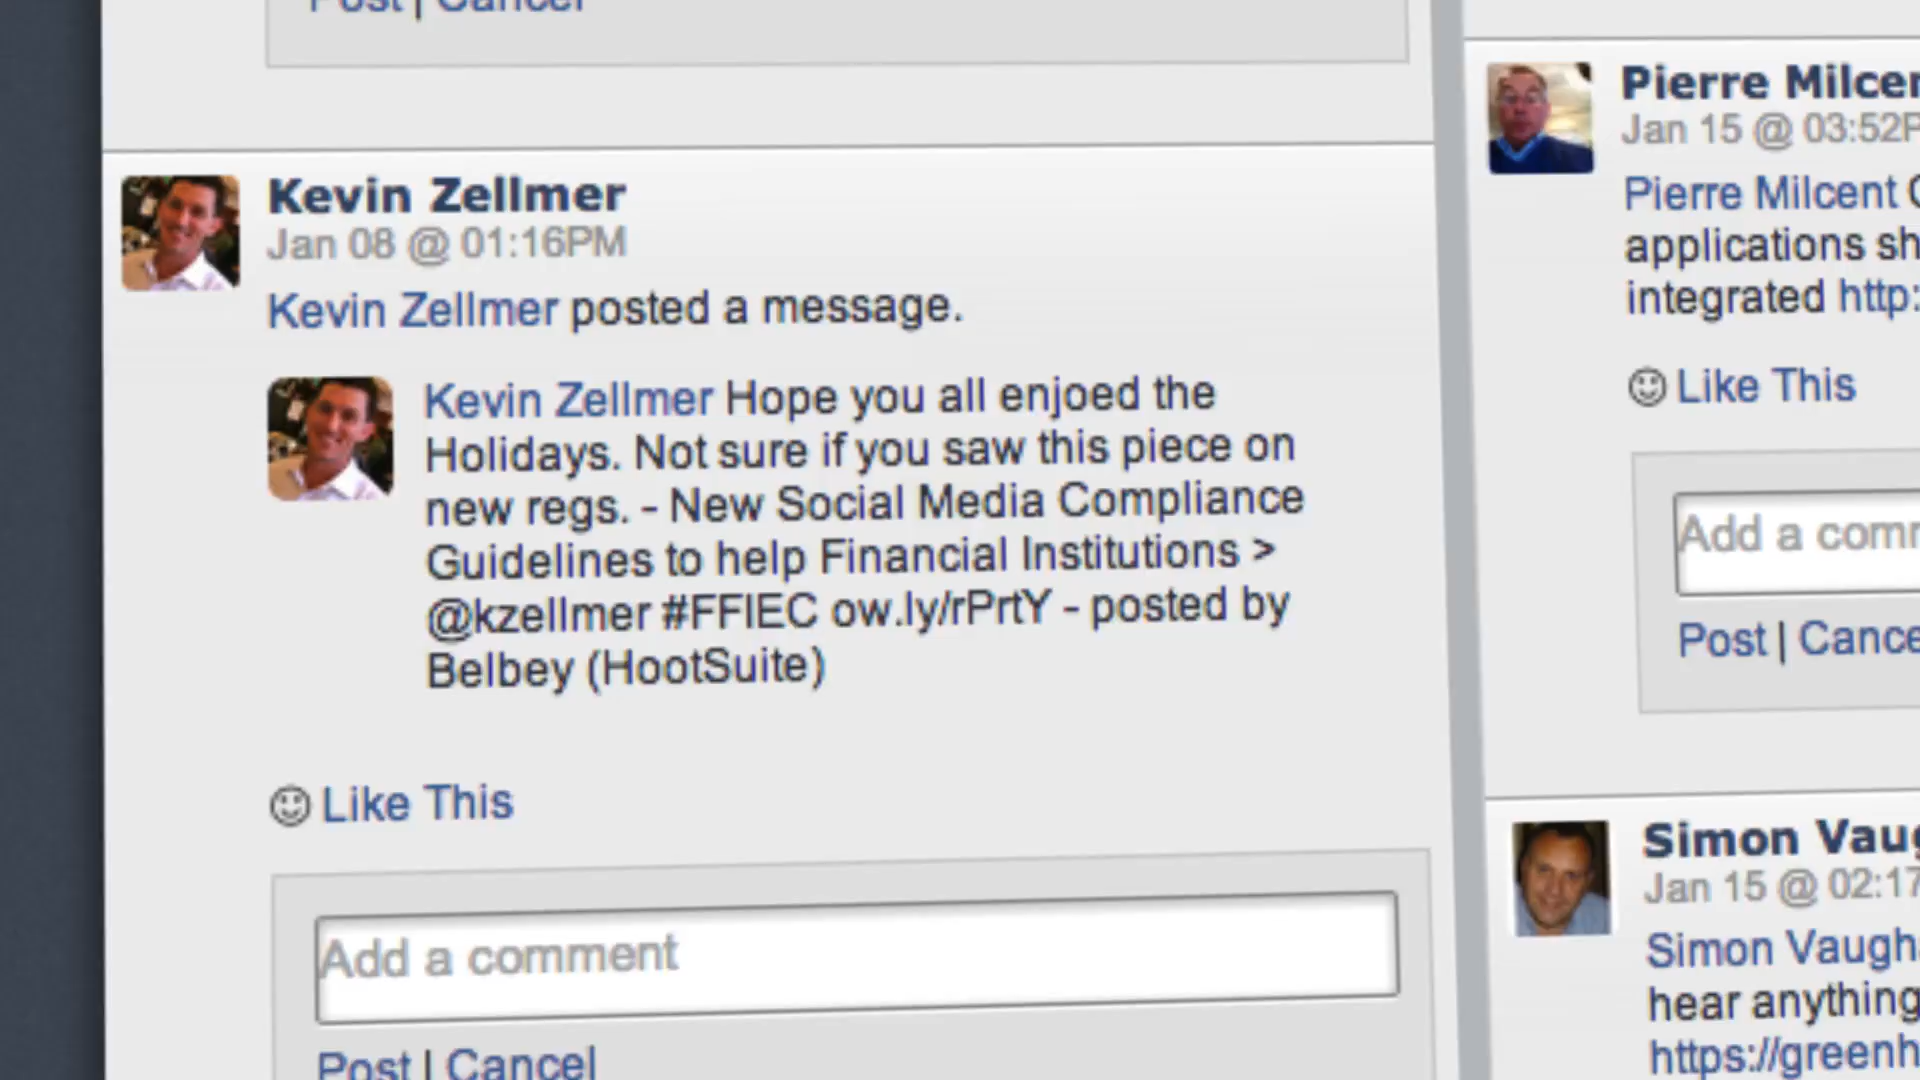 Post | Cancel
Kevin Zellmer
Jan 08 @ 01:16PM
Kevin Zellmer posted a message.
Kevin Zellmer Hope you all enjoed the
Holidays. Not sure if you saw this piece on
new regs. - New Social Media Compliance
Guidelines to help Financial Institutions >
@kzellmer #FFIEC ow.ly/rPrtY - posted by
Belbey (HootSuite)
Like This
Add a comment
Post | Cancel
Pierre Milcen
Jan 15 @ 03:52P
Pierre Milcent
applications sh
integrated http:
Like This
Add a comm
Post | Cance
Simon Vaug
Jan 15 @ 02:17
Simon Vaugha
hear anything
https://greenh